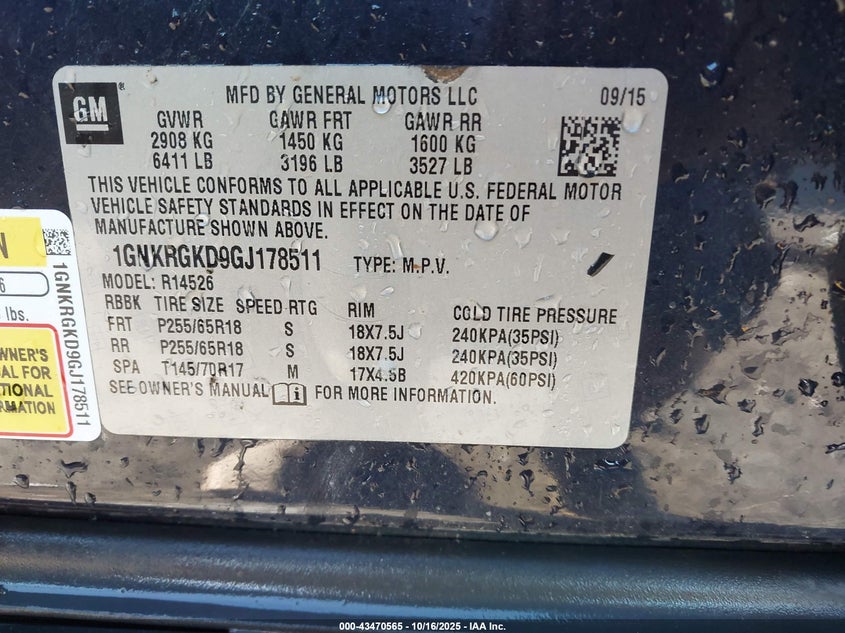 GM
MFD BY GENERAL MOTORS LLC 09/15
GVWR GAWR FRT GAWR RR
2908 KG 1450 KG 1600 KG
6411 LB 3196 LB 3527 LB
THIS VEHICLE CONFORMS TO ALL APPLICABLE U.S. FEDERAL MOTOR
VEHICLE SAFETY STANDARDS IN EFFECT ON THE DATE OF
MANUFACTURE SHOWN ABOVE.
1GNKRGKD9GJ178511 TYPE: M.P.V.
MODEL: R14526
RBBK TIRE SIZE SPEED RTG RIM COLD TIRE PRESSURE
FRT P255/65R18 S 18X7.5J 240KPA(35PSI)
RR P255/65R18 S 18X7.5J 240KPA(35PSI)
SPA T145/70R17 M 17X4.5B 420KPA(60PSI)
SEE OWNER'S MANUAL i FOR MORE INFORMATION.
N
6
lbs.
WNER'S
AL FOR
TIONAL
RMATION
1GNKRGKD9GJ178511
000-43470565 | 10/16/2025 - IAA Inc.